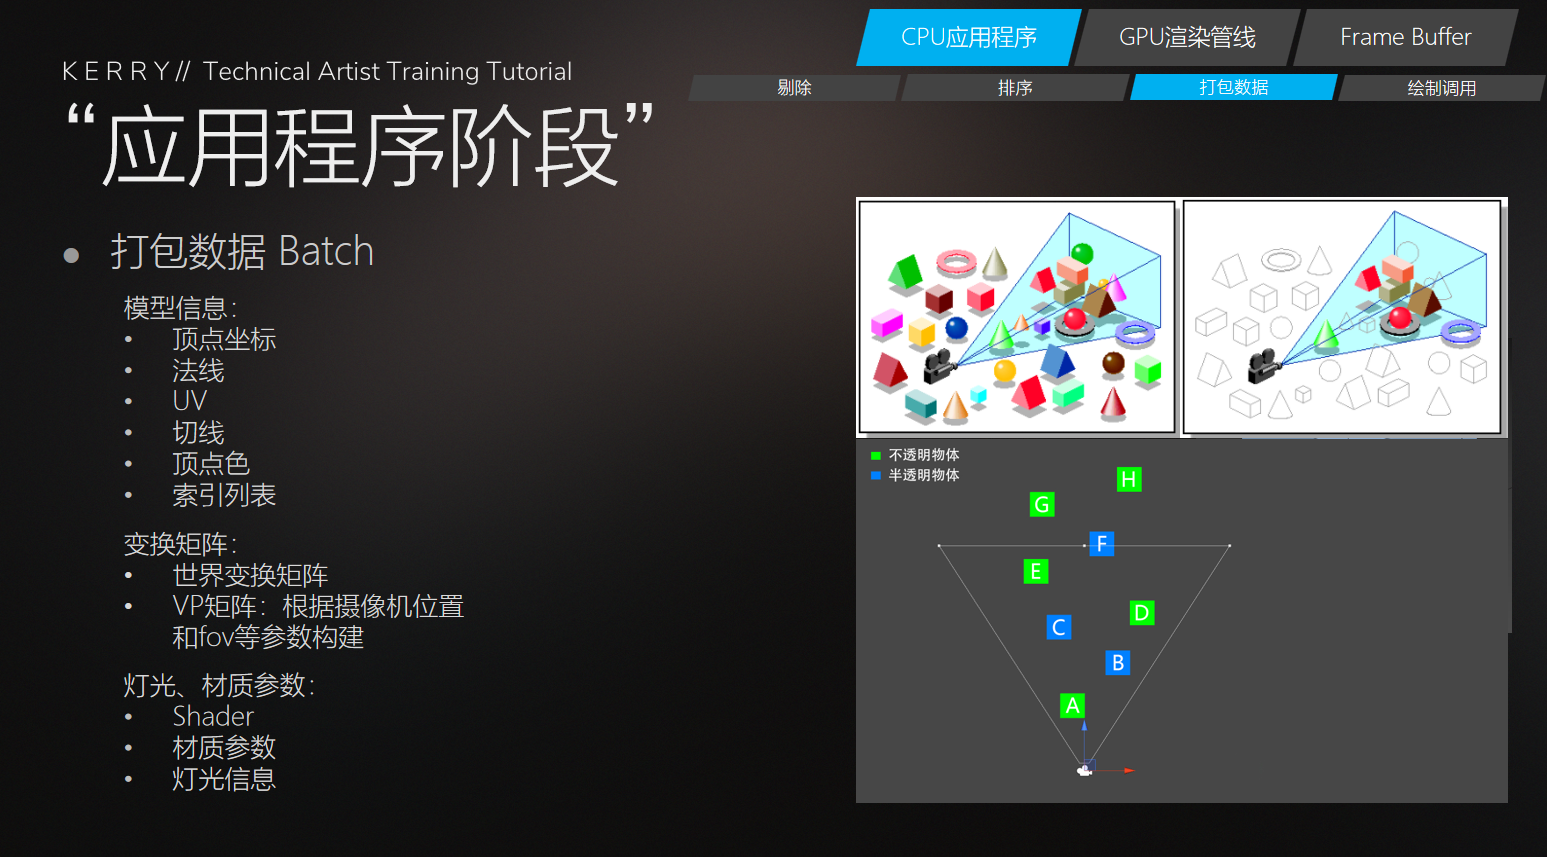 CPU应用程序
GPU渲染管线
Frame Buffer
剔除
排序
打包数据
绘制调用
KERRY// Technical Artist Training Tutorial
“应用程序阶段”
● 打包数据 Batch
模型信息：
• 顶点坐标
• 法线
• UV
• 切线
• 顶点色
• 索引列表
变换矩阵：
• 世界变换矩阵
• VP矩阵：根据摄像机位置
和fov等参数构建
灯光、材质参数：
• Shader
• 材质参数
• 灯光信息
不透明物体
半透明物体
H
G
F
E
D
C
B
A